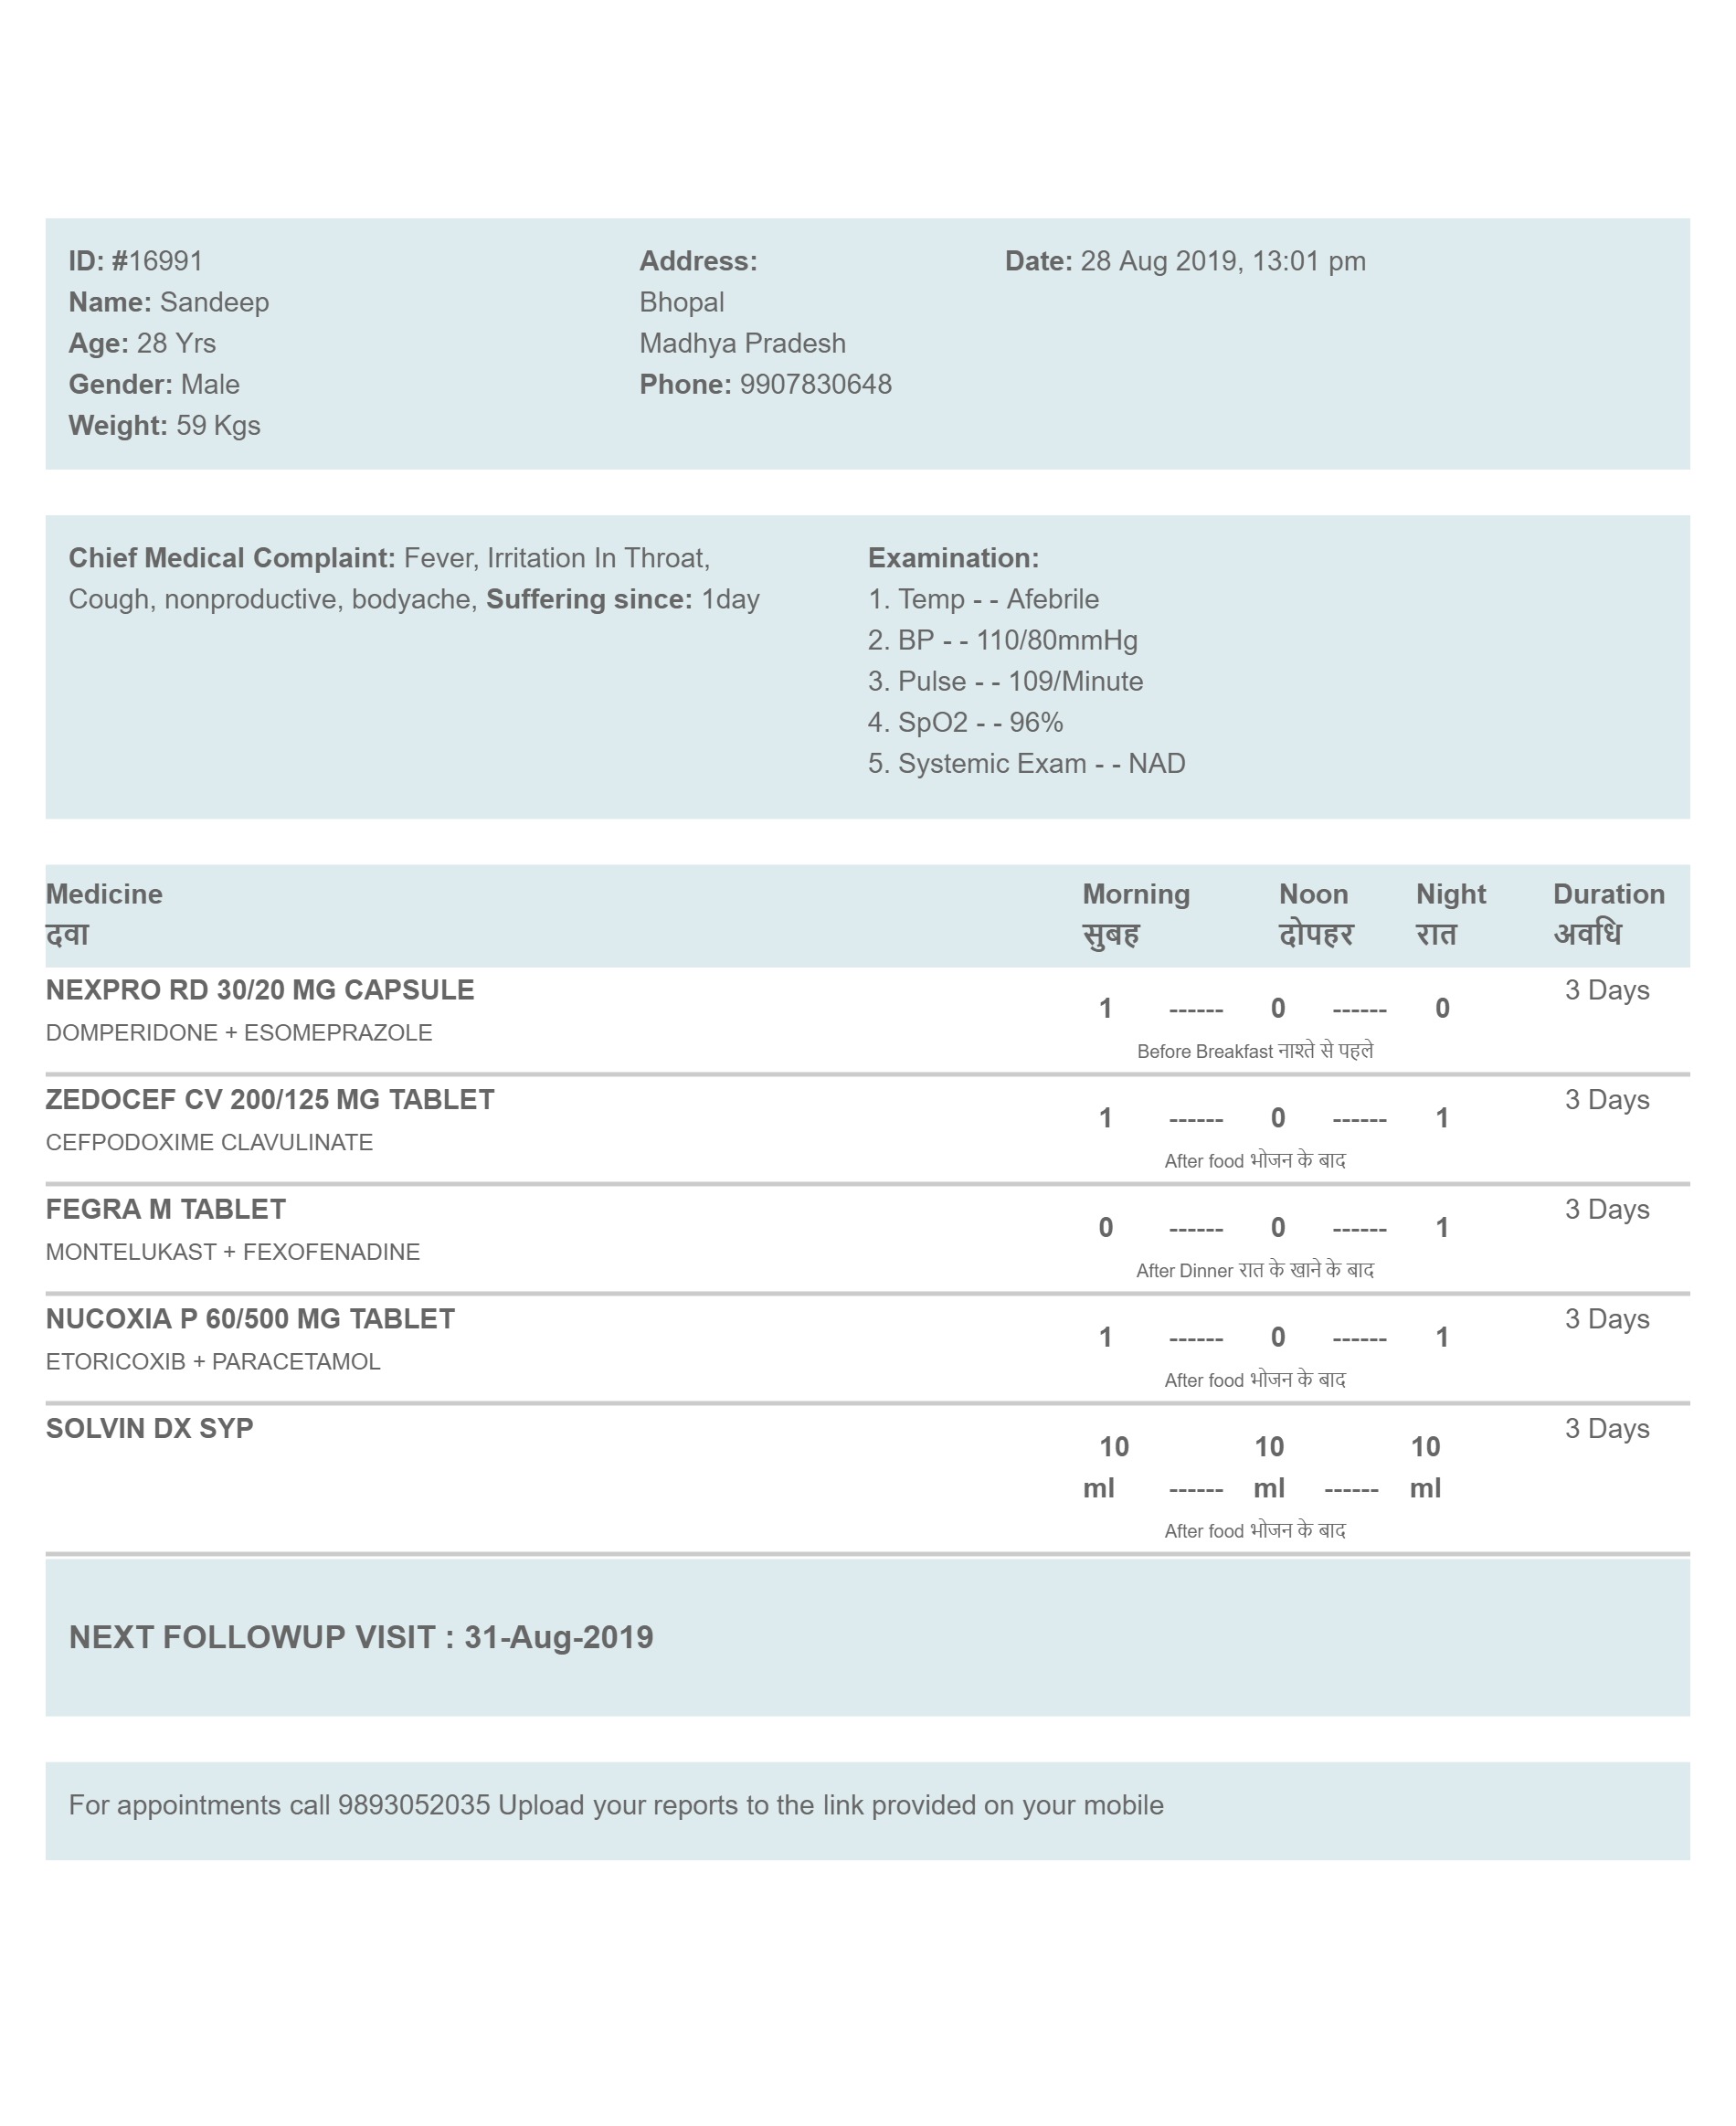 ID: #16991
Name: Sandeep
Age: 28 Yrs
Gender: Male
Weight: 59 Kgs
Address:
Bhopal
Madhya Pradesh
Phone: 9907830648
Date: 28 Aug 2019, 13:01 pm
Chief Medical Complaint: Fever, Irritation In Throat,
Cough, nonproductive, bodyache, Suffering since: 1day
Examination:
1. Temp - - Afebrile
2. BP - - 110/80mmHg
3. Pulse - - 109/Minute
4. SpO2 - - 96%
5. Systemic Exam - - NAD
Medicine Morning Noon Night Duration
दवा सुबह दोपहर रात अवधि
NEXPRO RD 30/20 MG CAPSULE 1 ------ 0 ------ 0 3 Days
DOMPERIDONE + ESOMEPRAZOLE
Before Breakfast नाश्ते से पहले
ZEDOCEF CV 200/125 MG TABLET 1 ------ 0 ------ 1 3 Days
CEFPODOXIME CLAVULINATE
After food भोजन के बाद
FEGRA M TABLET 0 ------ 0 ------ 1 3 Days
MONTELUKAST + FEXOFENADINE
After Dinner रात के खाने के बाद
NUCOXIA P 60/500 MG TABLET 1 ------ 0 ------ 1 3 Days
ETORICOXIB + PARACETAMOL
After food भोजन के बाद
SOLVIN DX SYP 3 Days
10 10 10
ml ------ ml ------ ml
After food भोजन के बाद
NEXT FOLLOWUP VISIT : 31-Aug-2019
For appointments call 9893052035 Upload your reports to the link provided on your mobile